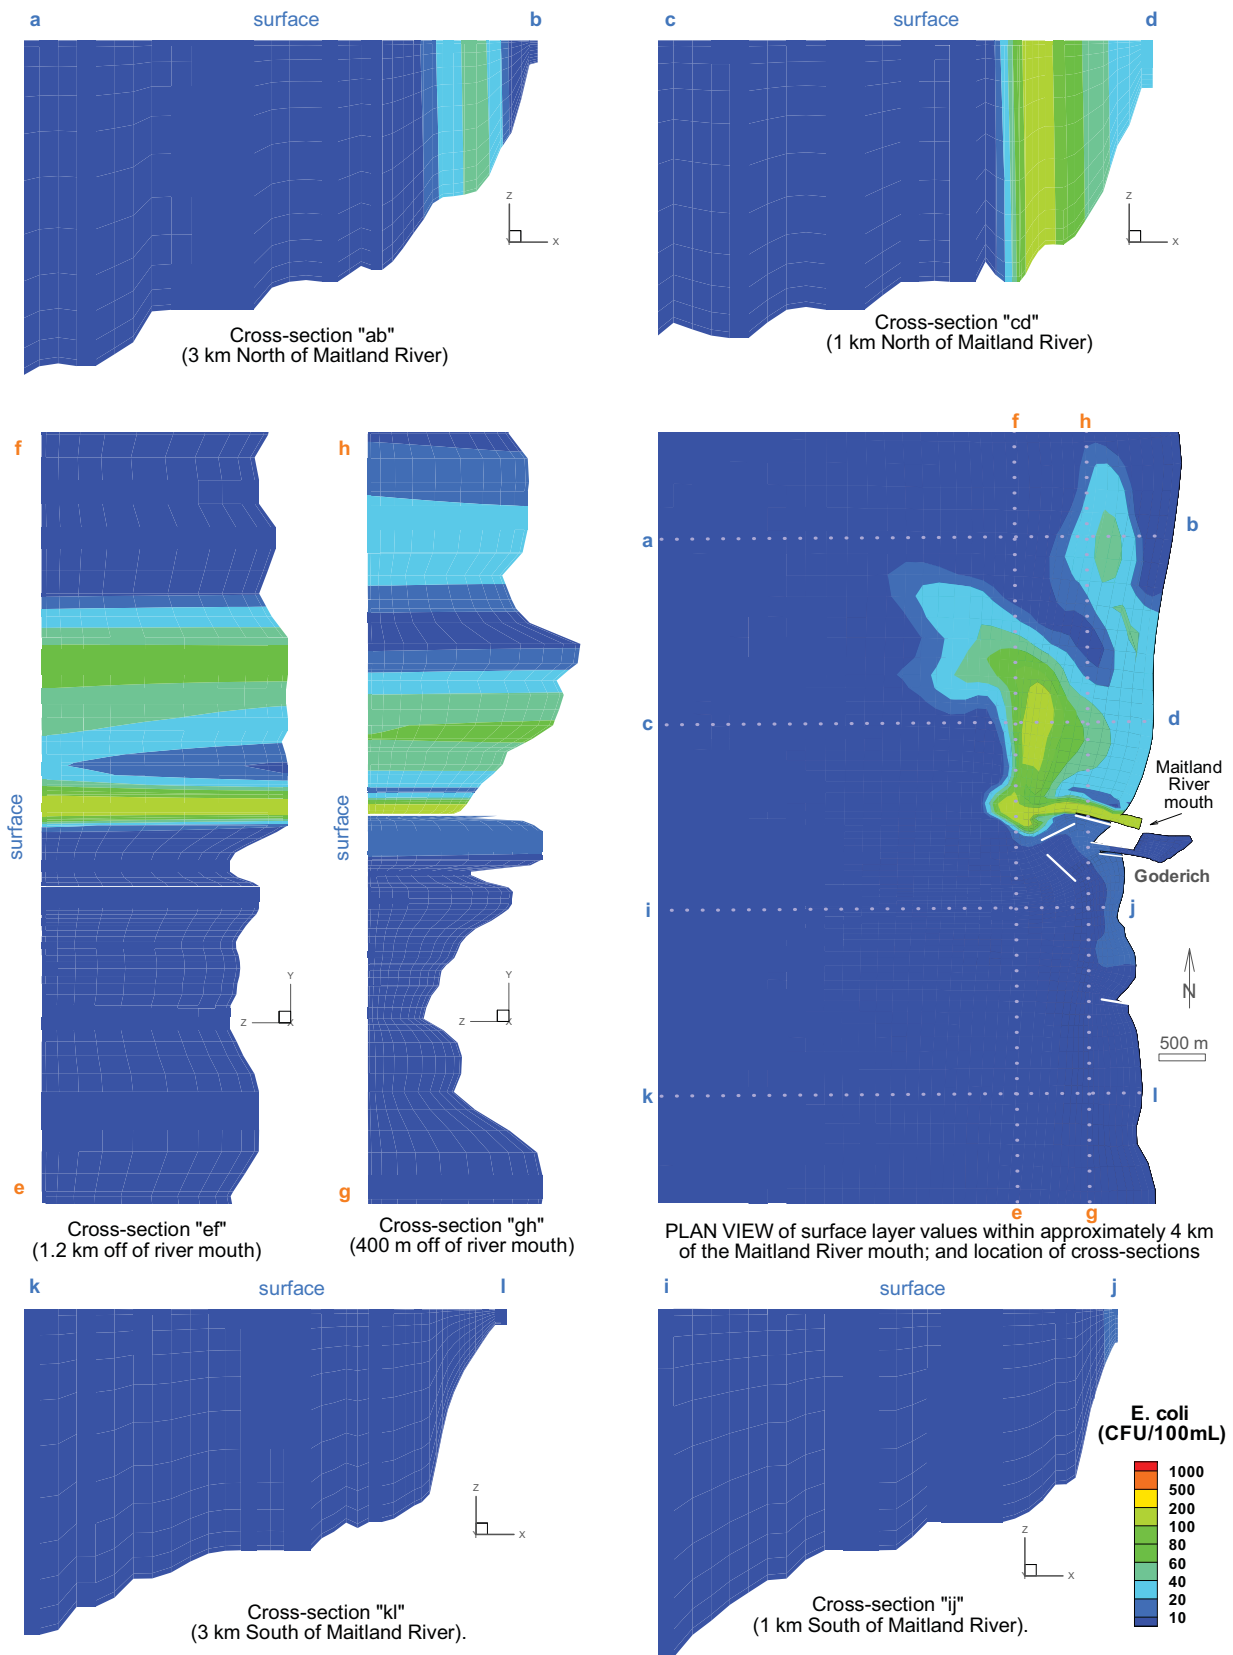 a surface b
c d
Z
X
Z
X
Cross-section "ab"
(3 km North of Maitland River)
Cross-section "cd"
(1 km North of Maitland River)
f
h
surface
surface
Y
Z X
Y
Z X
e
g
Cross-section "ef"
(1.2 km off of river mouth)
Cross-section "gh"
(400 m off of river mouth)
f h
a b
c d
Maitland
River
mouth
Goderich
i j
N
500 m
k l
e g
PLAN VIEW of surface layer values within approximately 4 km
of the Maitland River mouth; and location of cross-sections
k surface l
i surface j
Z
Y X
Z
Y X
Cross-section "kl"
(3 km South of Maitland River).
Cross-section "ij"
(1 km South of Maitland River).
E. coli
(CFU/100mL)
1000
500
200
100
80
60
40
20
10